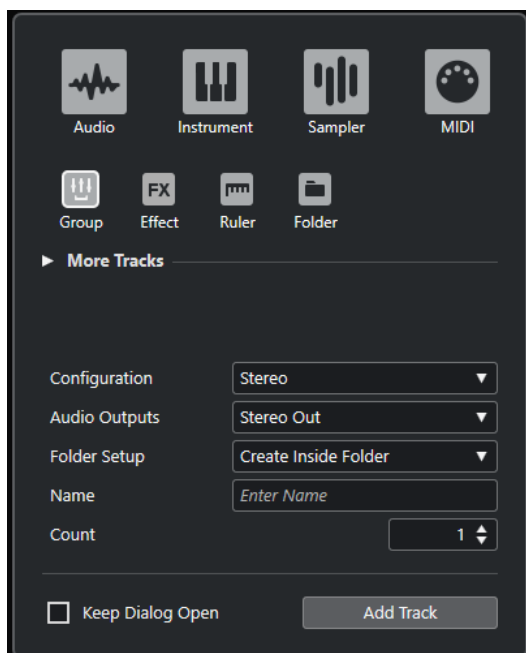 Audio Instrument Sampler MIDI
FX
Group Effect Ruler Folder
More Tracks
Configuration Stereo
Audio Outputs Stereo Out
Folder Setup Create Inside Folder
Name Enter Name
Count 1
Keep Dialog Open Add Track